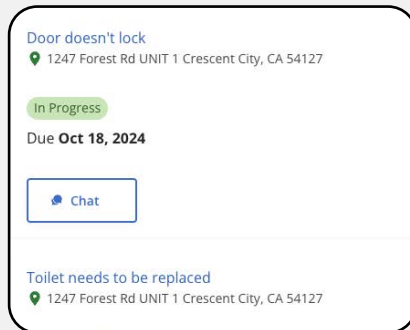 Door doesn't lock
1247 Forest Rd UNIT 1 Crescent City, CA 54127
In Progress
Due Oct 18, 2024
Chat
Toilet needs to be replaced
1247 Forest Rd UNIT 1 Crescent City, CA 54127